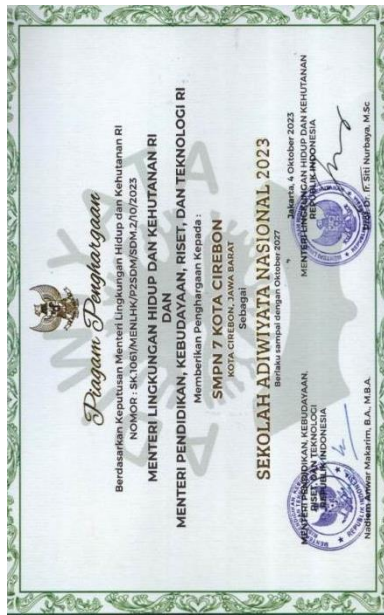 Piagam Penghargaan
Berdasarkan Keputusan Menteri Lingkungan Hidup dan Kehutanan RI
NOMOR : SK.1061/MENLHK/P2SDM/SDM.2/10/2023
MENTERI LINGKUNGAN HIDUP DAN KEHUTANAN RI
DAN
MENTERI PENDIDIKAN, KEBUDAYAAN, RISET, DAN TEKNOLOGI RI
Memberikan Penghargaan Kepada :
SMPN 7 KOTA CIREBON
KOTA CIREBON, JAWA BARAT
Sebagai
SEKOLAH ADIWIYATA NASIONAL 2023
Berlaku sampai dengan Oktober 2027
Jakarta, 4 Oktober 2023
MENTERI PENDIDIKAN, KEBUDAYAAN,
RISET, DAN TEKNOLOGI
REPUBLIK INDONESIA
Nadiem Anwar Makarim, B.A., M.B.A.
MENTERI LINGKUNGAN HIDUP DAN KEHUTANAN
REPUBLIK INDONESIA
Prof. Dr. Ir. Siti Nurbaya, M.Sc
ADIWIYATA